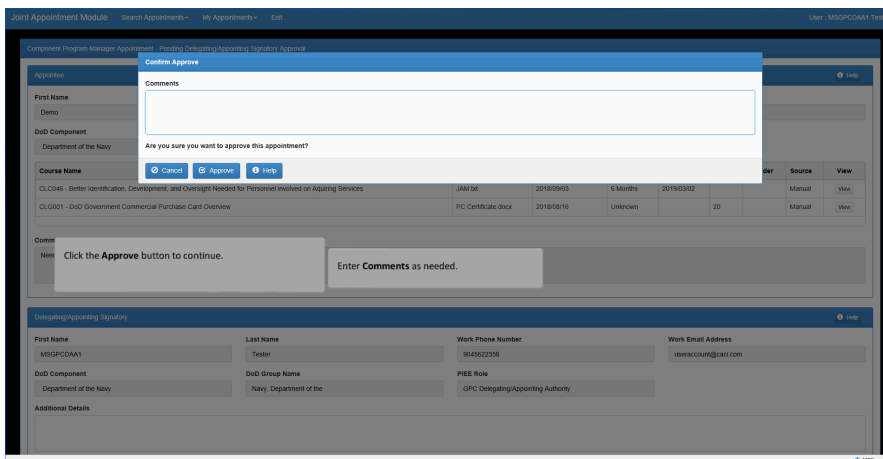 Joint Appointment Module Search Appointments My Appointments Exit User : MSGPCDAA1 Test
Component Program Manager Appointment - Pending Delegating/Appointing Signatory Approval
Confirm Approve
Appointee Help
Comments
First Name
Demo
DoD Component
Department of the Navy
Are you sure you want to approve this appointment?
Cancel Approve Help
Course Name der Source View
CLC046 - Better Identification, Development, and Oversight Needed for Personnel involved on Aquiring Services JAM.txt 2018/09/03 6 Months 2019/03/02 Manual View
CLG001 - DoD Government Commercial Purchase Card Overview PC Certificate.docx 2018/08/16 Unknown 20 Manual View
Comm
Need
Click the Approve button to continue.
Enter Comments as needed.
Delegating/Appointing Signatory Help
First Name Last Name Work Phone Number Work Email Address
MSGPCDAA1 Tester 9045622356 useraccount@caci.com
DoD Component DoD Group Name PIEE Role
Department of the Navy Navy, Department of the GPC Delegating/Appointing Authority
Additional Details